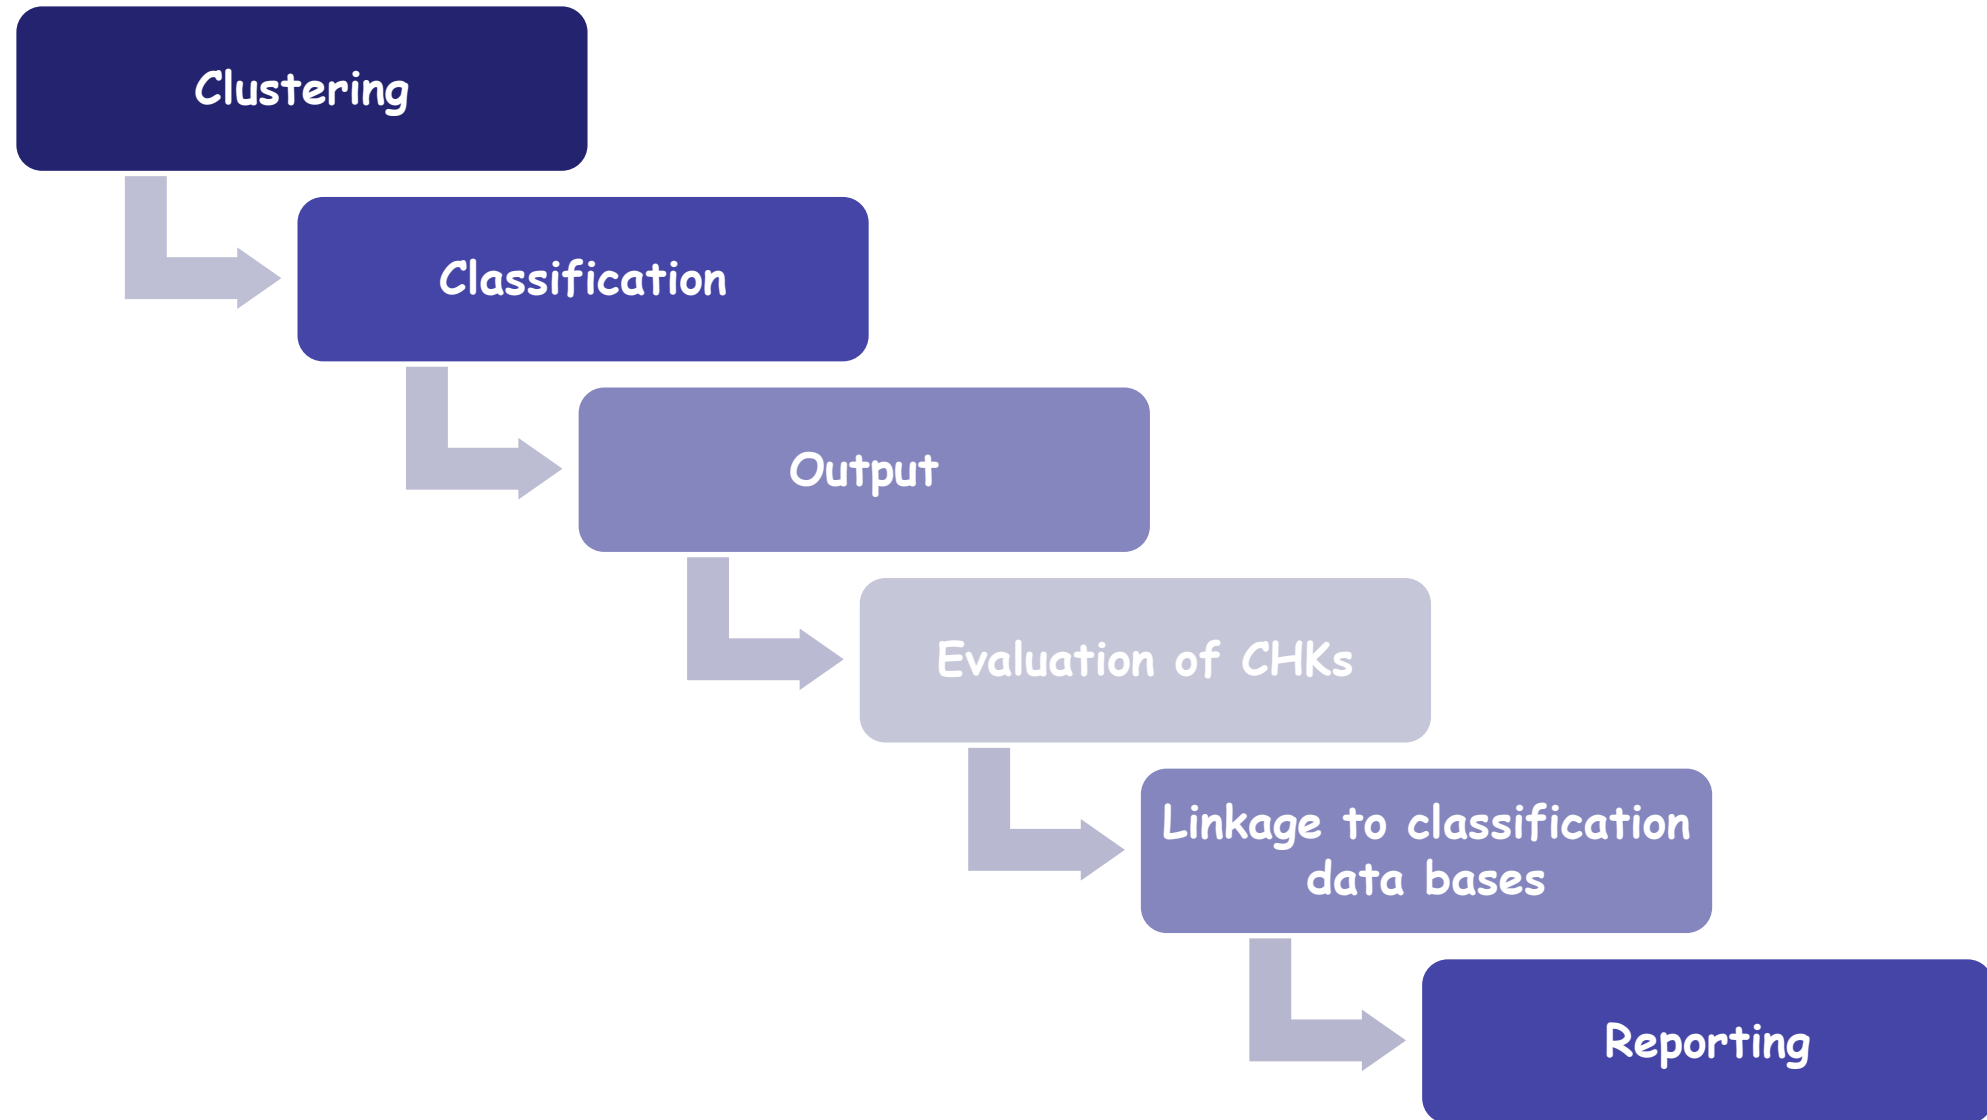 Clustering
Classification
Output
Evaluation of CHKs
Linkage to classification
data bases
Reporting